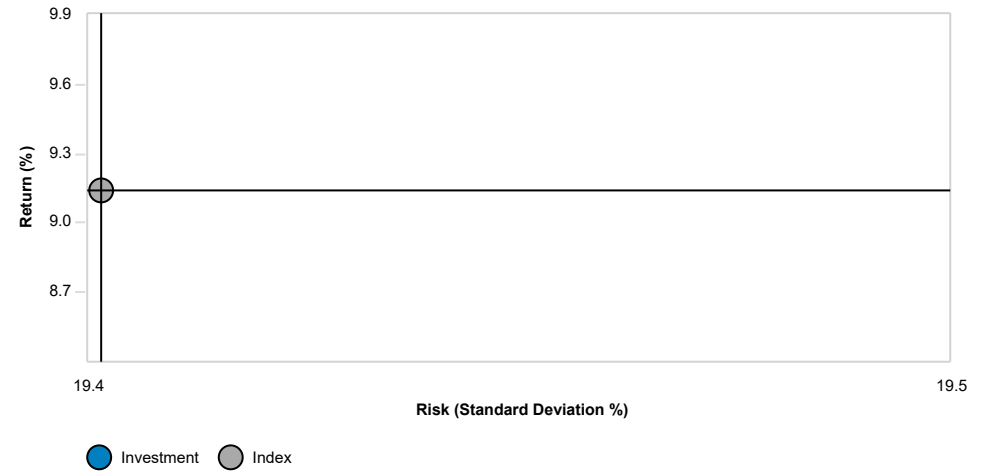 9.9
9.6
9.3
9.0
8.7
Return (%)
19.4
19.5
Risk (Standard Deviation %)
Investment
Index